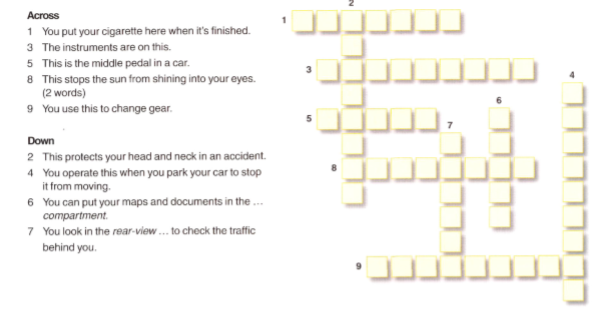 Across
1 You put your cigarette here when it's finished.
3 The instruments are on this.
5 This is the middle pedal in a car.
8 This stops the sun from shining into your eyes.
(2 words)
9 You use this to change gear.
Down
2 This protects your head and neck in an accident.
4 You operate this when you park your car to stop
it from moving.
6 You can put your maps and documents in the ...
compartment.
7 You look in the rear-view ... to check the traffic
behind you.
2
1
3
4
6
5
7
8
9